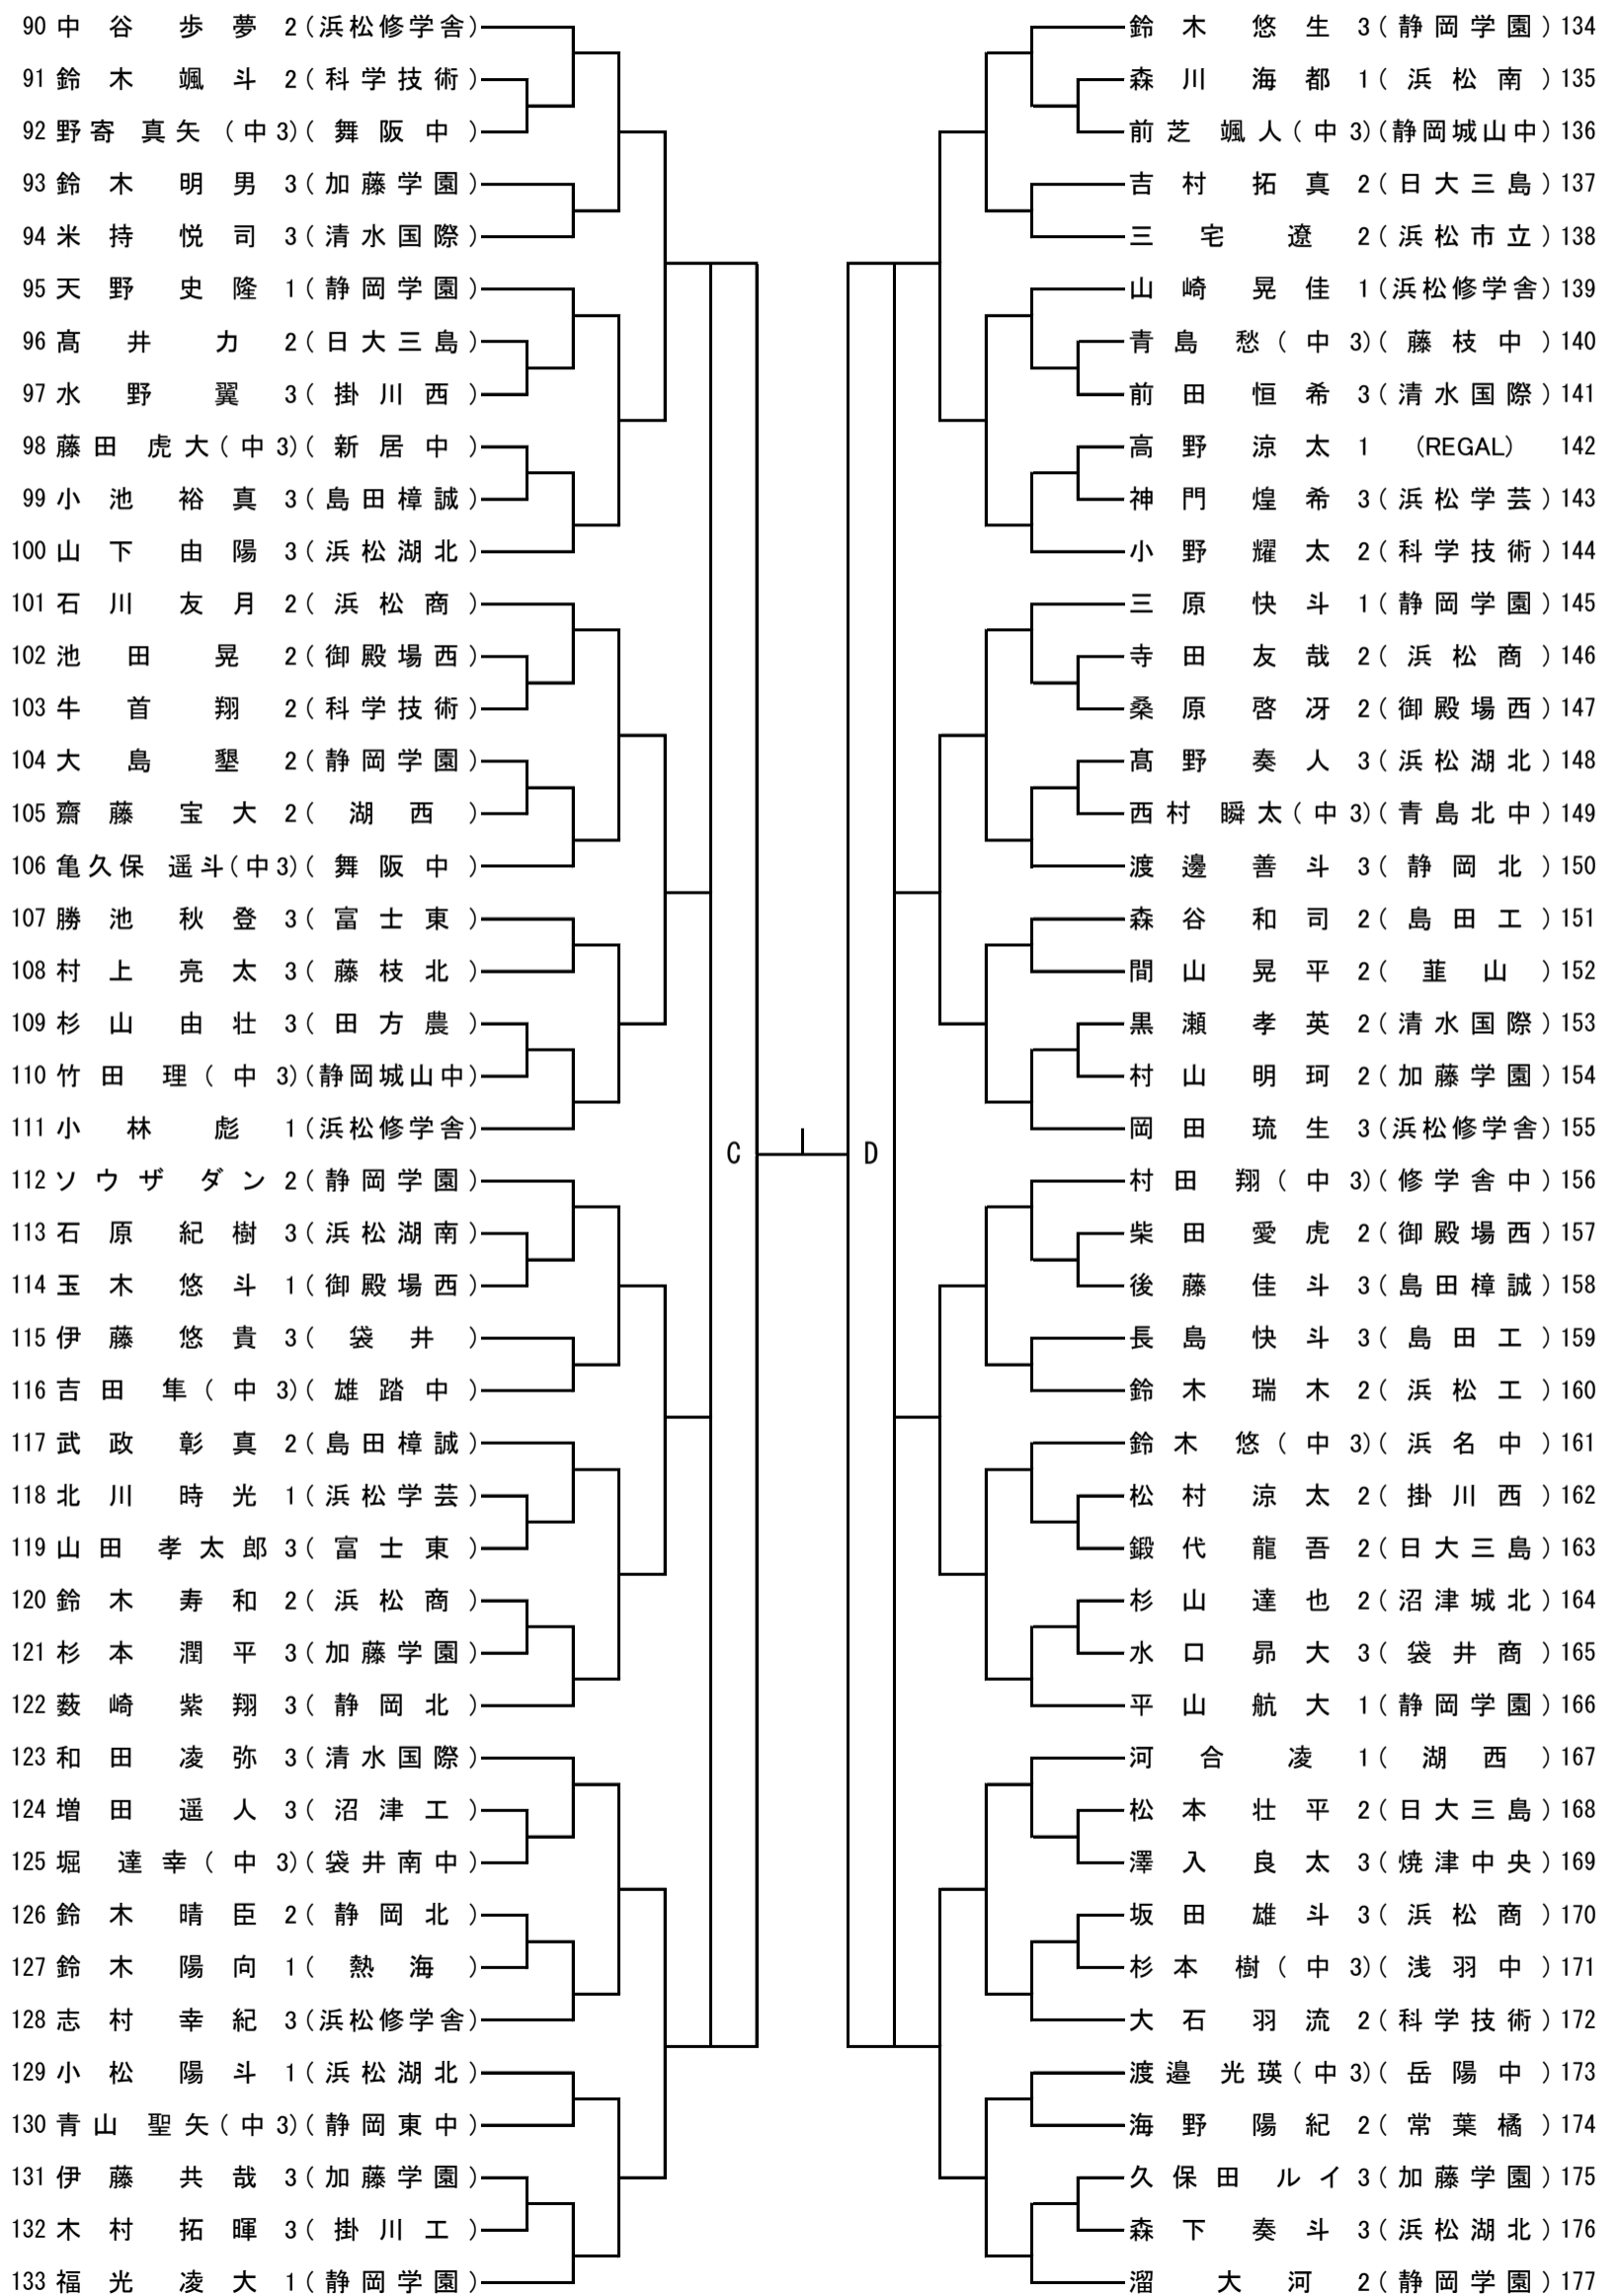 90 中谷 歩夢 2(浜松修学舎)
91 鈴木 颯斗 2(科学技術)
92 野寄 真矢(中3)(舞阪中)
93 鈴木 明男 3(加藤学園)
94 米持 悦司 3(清水国際)
95 天野 史隆 1(静岡学園)
96 髙井 力 2(日大三島)
97 水野 翼 3(掛川西)
98 藤田 虎大(中3)(新居中)
99 小池 裕真 3(島田樟誠)
100 山下 由陽 3(浜松湖北)
101 石川 友月 2(浜松商)
102 池田 晃 2(御殿場西)
103 牛首 翔 2(科学技術)
104 大島 墾 2(静岡学園)
105 齋藤 宝大 2(湖西)
106 亀久保 遥斗(中3)(舞阪中)
107 勝池 秋登 3(富士東)
108 村上 亮太 3(藤枝北)
109 杉山 由壮 3(田方農)
110 竹田 理(中3)(静岡城山中)
111 小林 彪 1(浜松修学舎)
112 ソウザ ダン 2(静岡学園)
113 石原 紀樹 3(浜松湖南)
114 玉木 悠斗 1(御殿場西)
115 伊藤 悠貴 3(袋井)
116 吉田 隼(中3)(雄踏中)
117 武政 彰真 2(島田樟誠)
118 北川 時光 1(浜松学芸)
119 山田 孝太郎 3(富士東)
120 鈴木 寿和 2(浜松商)
121 杉本 潤平 3(加藤学園)
122 薮崎 紫翔 3(静岡北)
123 和田 凌弥 3(清水国際)
124 増田 遥人 3(沼津工)
125 堀 達幸(中3)(袋井南中)
126 鈴木 晴臣 2(静岡北)
127 鈴木 陽向 1(熱海)
128 志村 幸紀 3(浜松修学舎)
129 小松 陽斗 1(浜松湖北)
130 青山 聖矢(中3)(静岡東中)
131 伊藤 共哉 3(加藤学園)
132 木村 拓暉 3(掛川工)
133 福光 凌大 1(静岡学園)
C
D
鈴木 悠生 3(静岡学園)134
森川 海都 1(浜松南)135
前芝 颯人(中3)(静岡城山中)136
吉村 拓真 2(日大三島)137
三宅 遼 2(浜松市立)138
山崎 晃佳 1(浜松修学舎)139
青島 愁(中3)(藤枝中)140
前田 恒希 3(清水国際)141
高野 涼太 1 (REGAL) 142
神門 煌希 3(浜松学芸)143
小野 耀太 2(科学技術)144
三原 快斗 1(静岡学園)145
寺田 友哉 2(浜松商)146
桑原 啓冴 2(御殿場西)147
髙野 奏人 3(浜松湖北)148
西村 瞬太(中3)(青島北中)149
渡邊 善斗 3(静岡北)150
森谷 和司 2(島田工)151
間山 晃平 2(韮山)152
黒瀬 孝英 2(清水国際)153
村山 明珂 2(加藤学園)154
岡田 琉生 3(浜松修学舎)155
村田 翔(中3)(修学舎中)156
柴田 愛虎 2(御殿場西)157
後藤 佳斗 3(島田樟誠)158
長島 快斗 3(島田工)159
鈴木 瑞木 2(浜松工)160
鈴木 悠(中3)(浜名中)161
松村 涼太 2(掛川西)162
鍛代 龍吾 2(日大三島)163
杉山 達也 2(沼津城北)164
水口 昴大 3(袋井商)165
平山 航大 1(静岡学園)166
河合 凌 1(湖西)167
松本 壮平 2(日大三島)168
澤入 良太 3(焼津中央)169
坂田 雄斗 3(浜松商)170
杉本 樹(中3)(浅羽中)171
大石 羽流 2(科学技術)172
渡邉 光瑛(中3)(岳陽中)173
海野 陽紀 2(常葉橘)174
久保田 ルイ 3(加藤学園)175
森下 奏斗 3(浜松湖北)176
溜 大河 2(静岡学園)177